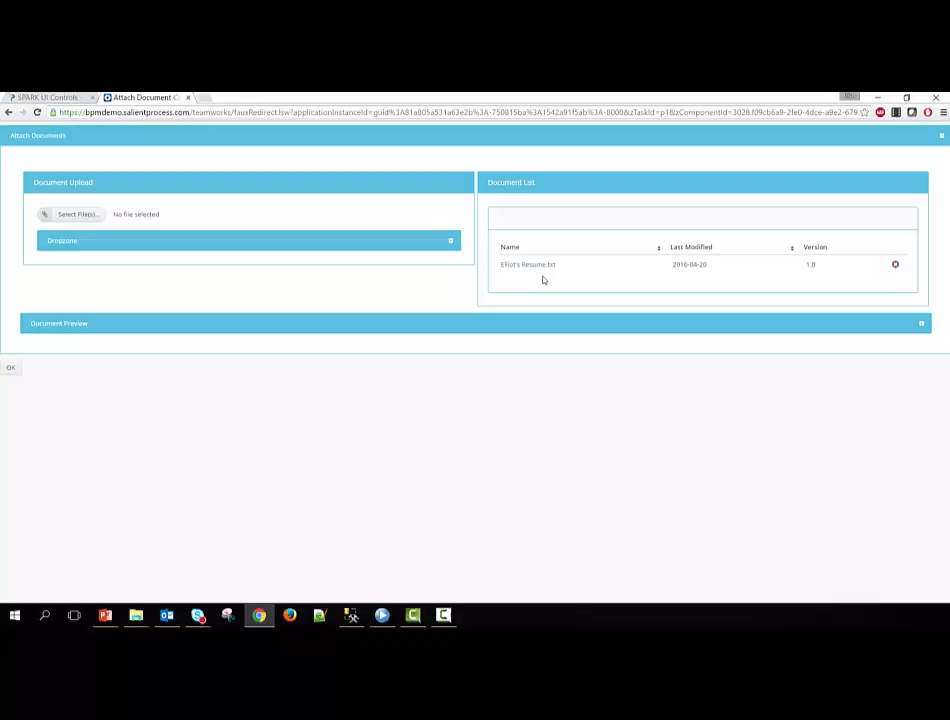 SPARK UI Controls
Attach Document C
https://bpmdemo.salientprocess.com/teamworks/fauxRedirect.lsw?applicationInstanceId=guid%3A81a805a531a63e2b%3A-750815ba%3A1542a91f5ab%3A-8000&zTaskId=p1&zComponentId=3028.f09cb6a9-2fe0-4dce-a9e2-679.
Attach Documents
Document Upload
Document List
Select File(s)...
No file selected
Dropzone
Name
Last Modified
Version
Elliot's Resume.txt
2016-04-20
1.0
Document Preview
OK